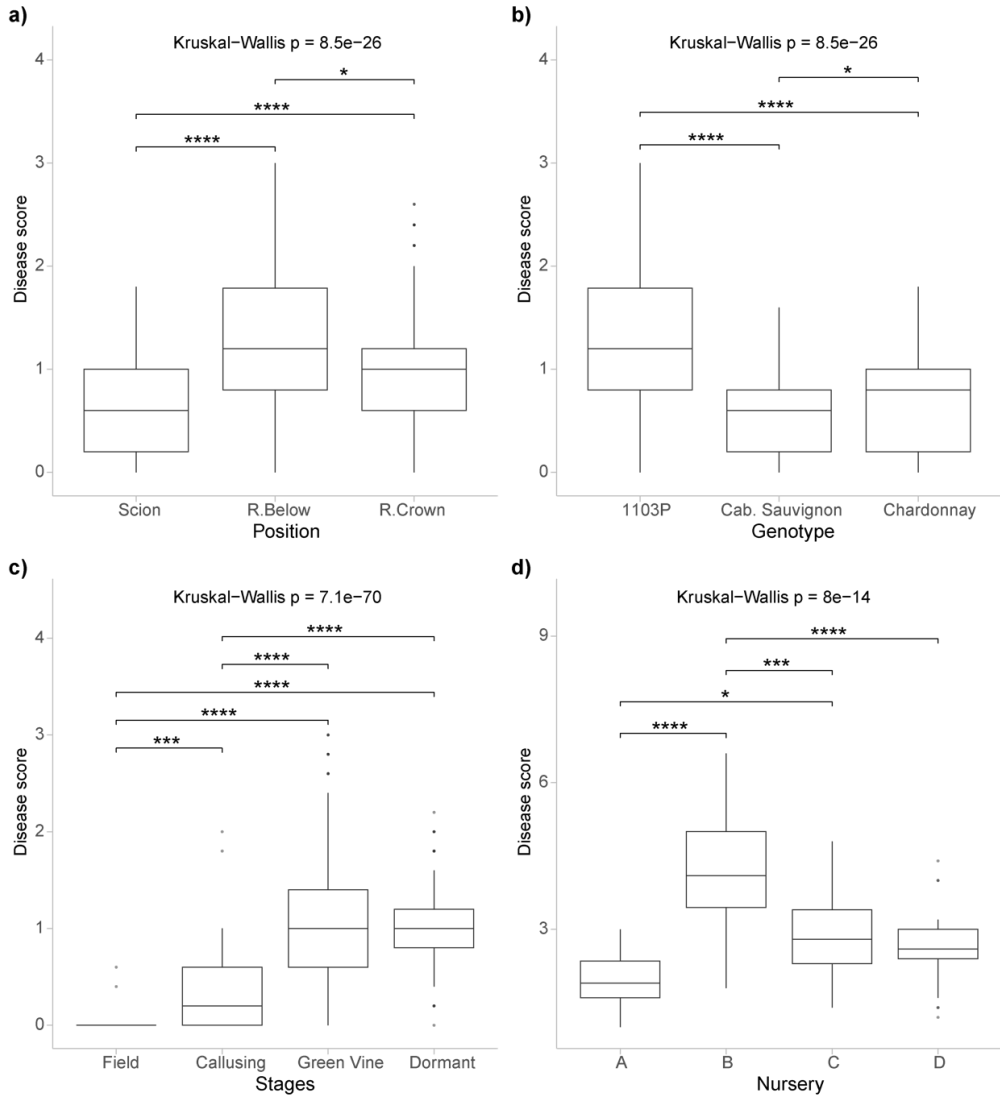 a)
Kruskal−Wallis p = 8.5e−26
*
****
****
4
3
2
1
0
Disease score
Scion R.Below R.Crown
Position
b)
Kruskal−Wallis p = 8.5e−26
*
****
****
4
3
2
1
0
Disease score
1103P Cab. Sauvignon Chardonnay
Genotype
c)
Kruskal−Wallis p = 7.1e−70
****
****
****
****
***
4
3
2
1
0
Disease score
Field Callusing Green Vine Dormant
Stages
d)
Kruskal−Wallis p = 8e−14
****
***
*
****
9
6
3
Disease score
A B C D
Nursery